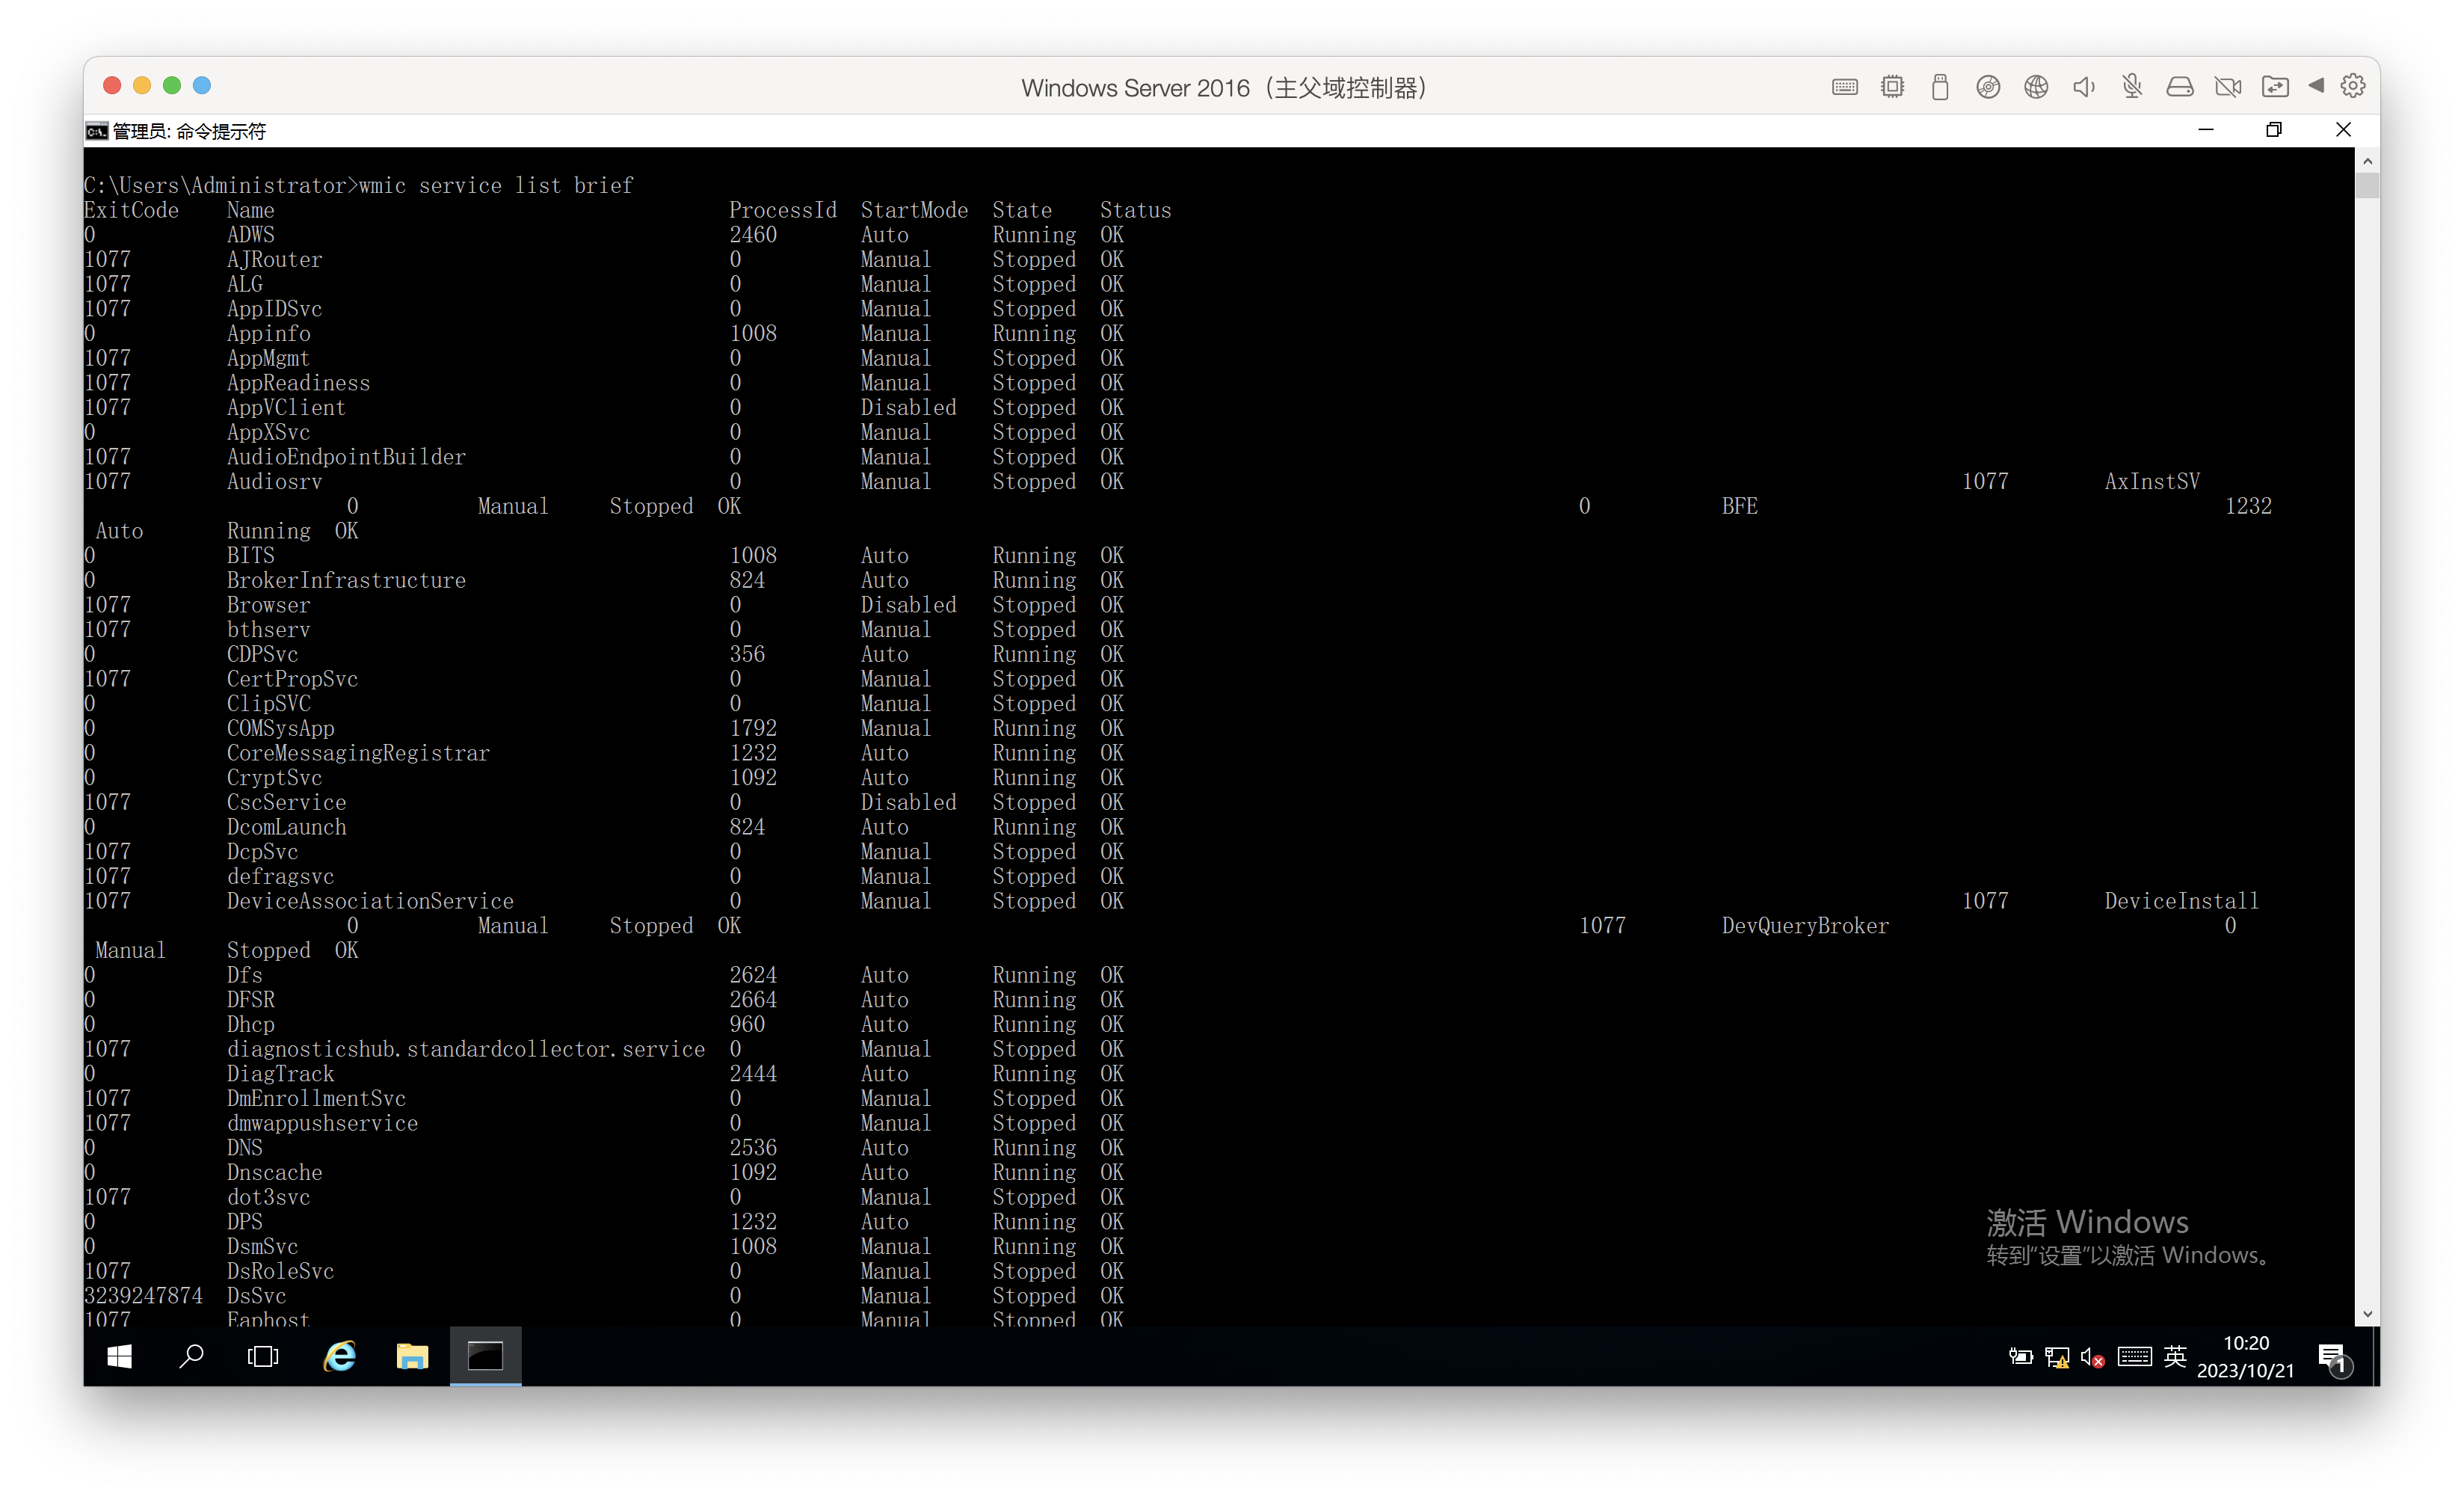 Windows Server 2016（主父域控制器）
管理员: 命令提示符
C:\Users\Administrator>wmic service list brief
ExitCode    Name                                      ProcessId  StartMode  State    Status
0           ADWS                                      2460       Auto       Running  OK
1077        AJRouter                                  0          Manual     Stopped  OK
1077        ALG                                       0          Manual     Stopped  OK
1077        AppIDSvc                                  0          Manual     Stopped  OK
0           Appinfo                                   1008       Manual     Running  OK
1077        AppMgmt                                   0          Manual     Stopped  OK
1077        AppReadiness                              0          Manual     Stopped  OK
1077        AppVClient                                0          Disabled   Stopped  OK
0           AppXSvc                                   0          Manual     Stopped  OK
1077        AudioEndpointBuilder                      0          Manual     Stopped  OK
1077        Audiosrv                                  0          Manual     Stopped  OK    1077        AxInstSV
0          Manual     Stopped  OK    0           BFE    1232
Auto       Running  OK
0           BITS                                      1008       Auto       Running  OK
0           BrokerInfrastructure                      824        Auto       Running  OK
1077        Browser                                   0          Disabled   Stopped  OK
1077        bthserv                                   0          Manual     Stopped  OK
0           CDPSvc                                    356        Auto       Running  OK
1077        CertPropSvc                               0          Manual     Stopped  OK
0           ClipSVC                                   0          Manual     Stopped  OK
0           COMSysApp                                 1792       Manual     Running  OK
0           CoreMessagingRegistrar                    1232       Auto       Running  OK
0           CryptSvc                                  1092       Auto       Running  OK
1077        CscService                                0          Disabled   Stopped  OK
0           DcomLaunch                                824        Auto       Running  OK
1077        DcpSvc                                    0          Manual     Stopped  OK
1077        defragsvc                                 0          Manual     Stopped  OK
1077        DeviceAssociationService                  0          Manual     Stopped  OK    1077        DeviceInstall
0          Manual     Stopped  OK    1077        DevQueryBroker    0
Manual     Stopped  OK
0           Dfs                                       2624       Auto       Running  OK
0           DFSR                                      2664       Auto       Running  OK
0           Dhcp                                      960        Auto       Running  OK
1077        diagnosticshub.standardcollector.service  0          Manual     Stopped  OK
0           DiagTrack                                 2444       Auto       Running  OK
1077        DmEnrollmentSvc                           0          Manual     Stopped  OK
1077        dmwappushservice                          0          Manual     Stopped  OK
0           DNS                                       2536       Auto       Running  OK
0           Dnscache                                  1092       Auto       Running  OK
1077        dot3svc                                   0          Manual     Stopped  OK
0           DPS                                       1232       Auto       Running  OK
0           DsmSvc                                    1008       Manual     Running  OK
1077        DsRoleSvc                                 0          Manual     Stopped  OK
3239247874  DsSvc                                     0          Manual     Stopped  OK
1077        Eaphost                                   0          Manual     Stopped  OK
激活 Windows
转到“设置”以激活 Windows。
英
10:20
2023/10/21
1